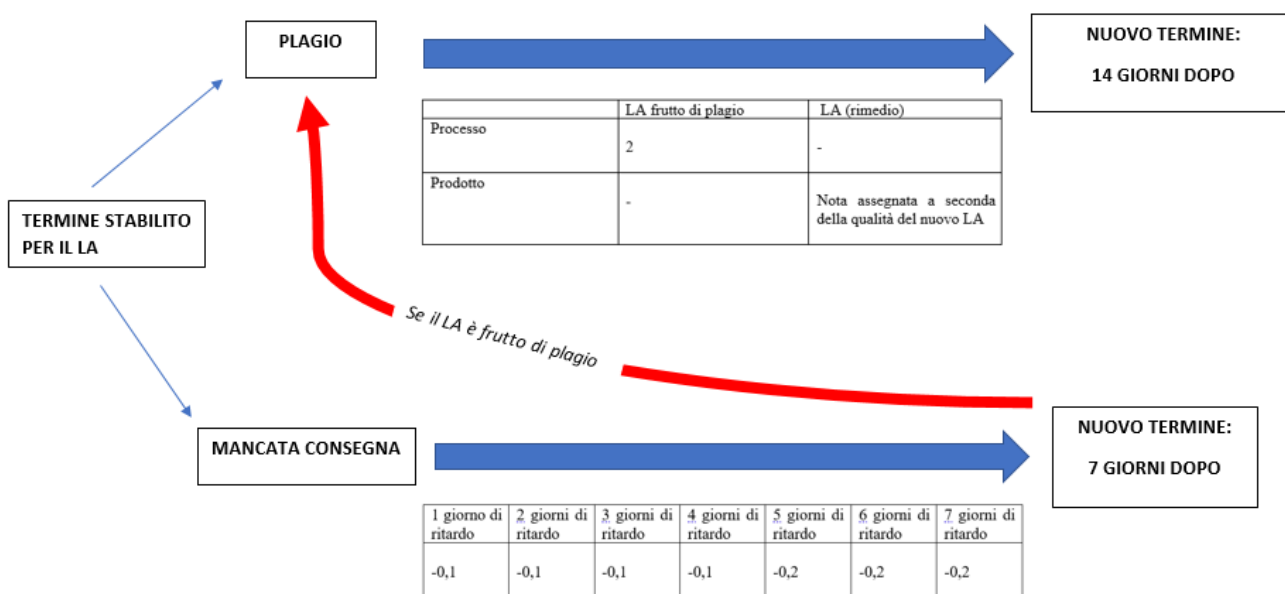 PLAGIO
NUOVO TERMINE:
14 GIORNI DOPO
LA frutto di plagio
LA (rimedio)
Processo
2
-
Prodotto
-
Nota assegnata a seconda
della qualità del nuovo LA
TERMINE STABILITO
PER IL LA
Se il LA è frutto di plagio
MANCATA CONSEGNA
NUOVO TERMINE:
7 GIORNI DOPO
1 giorno di
ritardo
2 giorni di
ritardo
3 giorni di
ritardo
4 giorni di
ritardo
5 giorni di
ritardo
6 giorni di
ritardo
7 giorni di
ritardo
-0,1
-0,1
-0,1
-0,1
-0,2
-0,2
-0,2